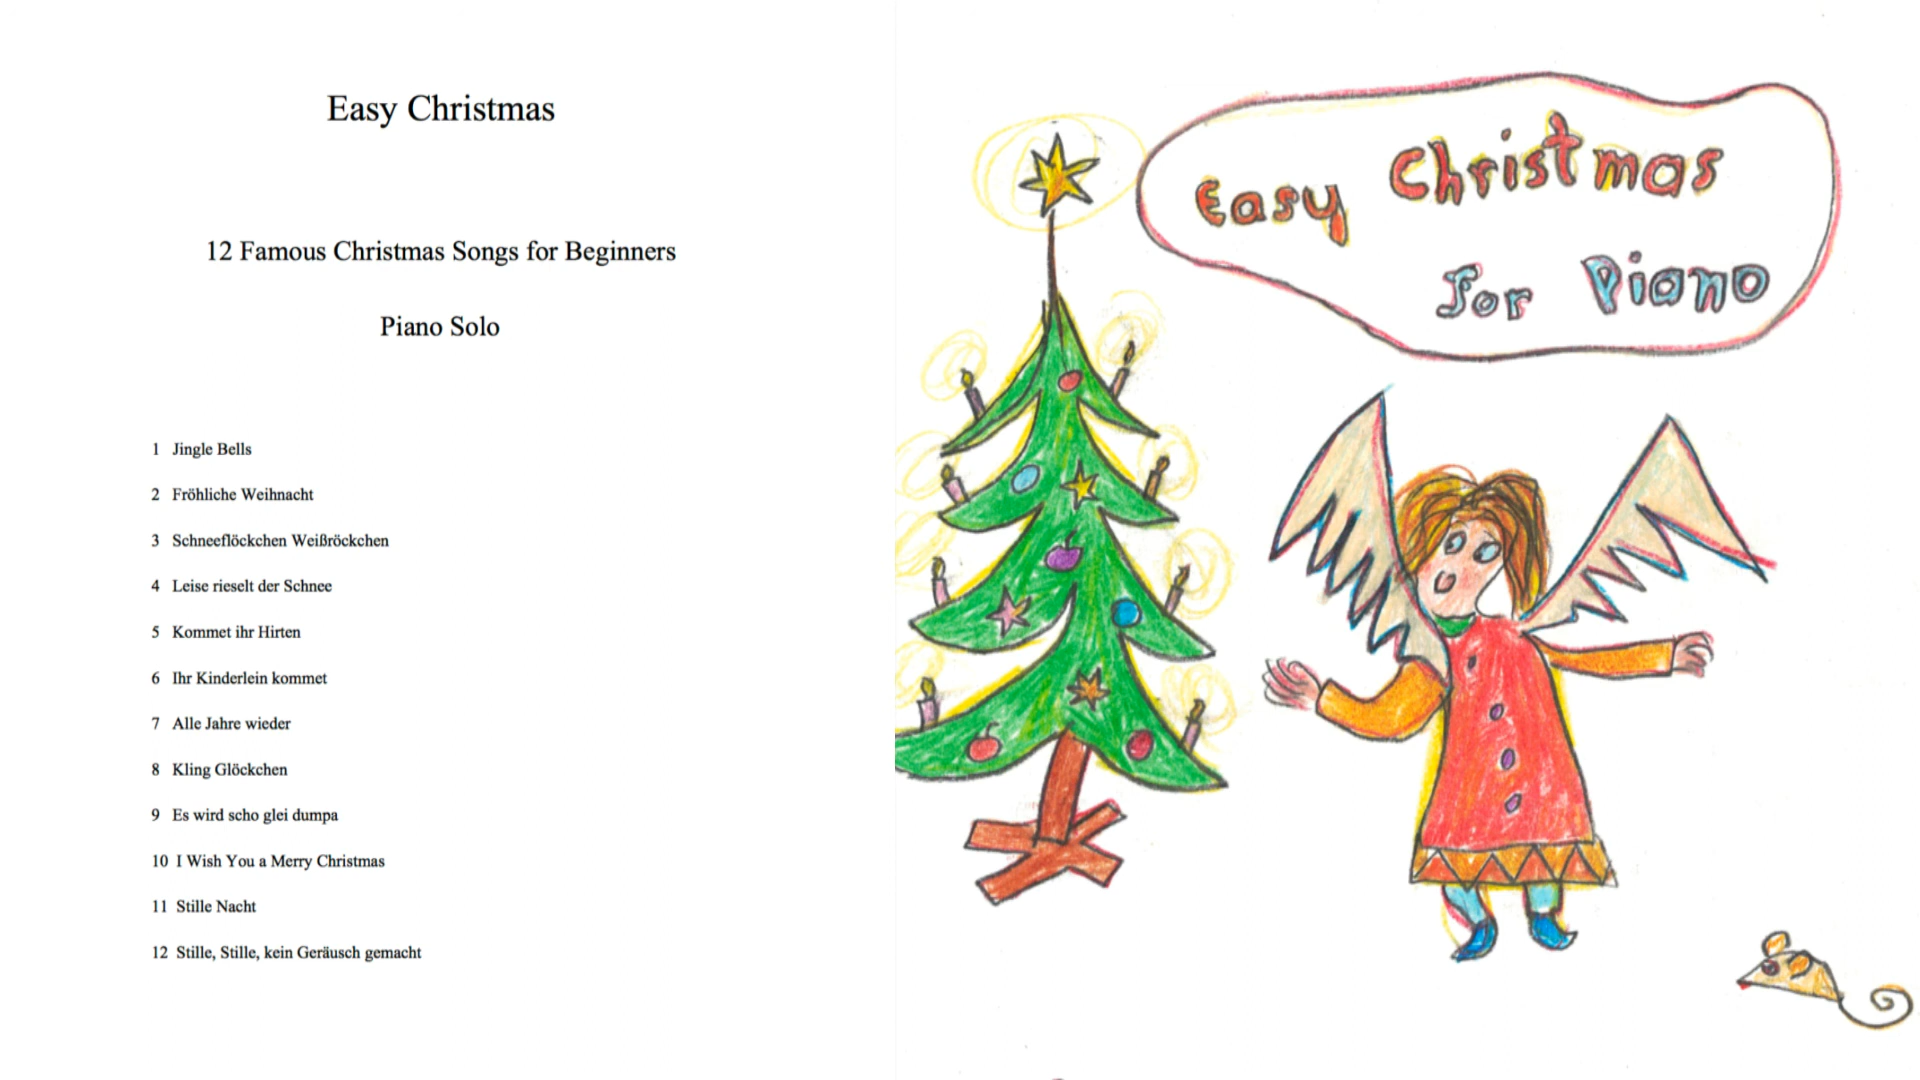 Easy Christmas
12 Famous Christmas Songs for Beginners
Piano Solo
1 Jingle Bells
2 Fröhliche Weihnacht
3 Schneeflöckchen Weißröckchen
4 Leise rieselt der Schnee
5 Kommet ihr Hirten
6 Ihr Kinderlein kommet
7 Alle Jahre wieder
8 Kling Glöckchen
9 Es wird scho glei dumpa
10 I Wish You a Merry Christmas
11 Stille Nacht
12 Stille, Stille, kein Geräusch gemacht
Easy Christmas
for Piano